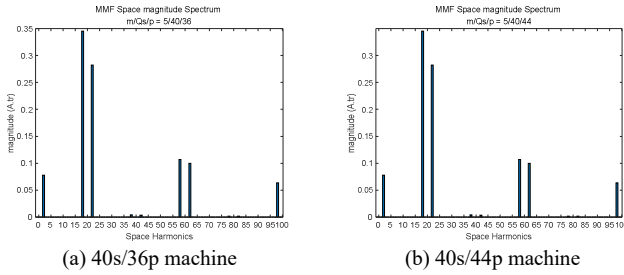 MMF Space magnitude Spectrum
m/Qs/p = 5/40/36
magnitude (A.tr)
0.35
0.3
0.25
0.2
0.15
0.1
0.05
0
0 5 10 15 20 25 30 35 40 45 50 55 60 65 70 75 80 85 90 95 100
Space Harmonics
(a) 40s/36p machine
MMF Space magnitude Spectrum
m/Qs/p = 5/40/44
magnitude (A.tr)
0.35
0.3
0.25
0.2
0.15
0.1
0.05
0
0 5 10 15 20 25 30 35 40 45 50 55 60 65 70 75 80 85 90 95 100
Space Harmonics
(b) 40s/44p machine